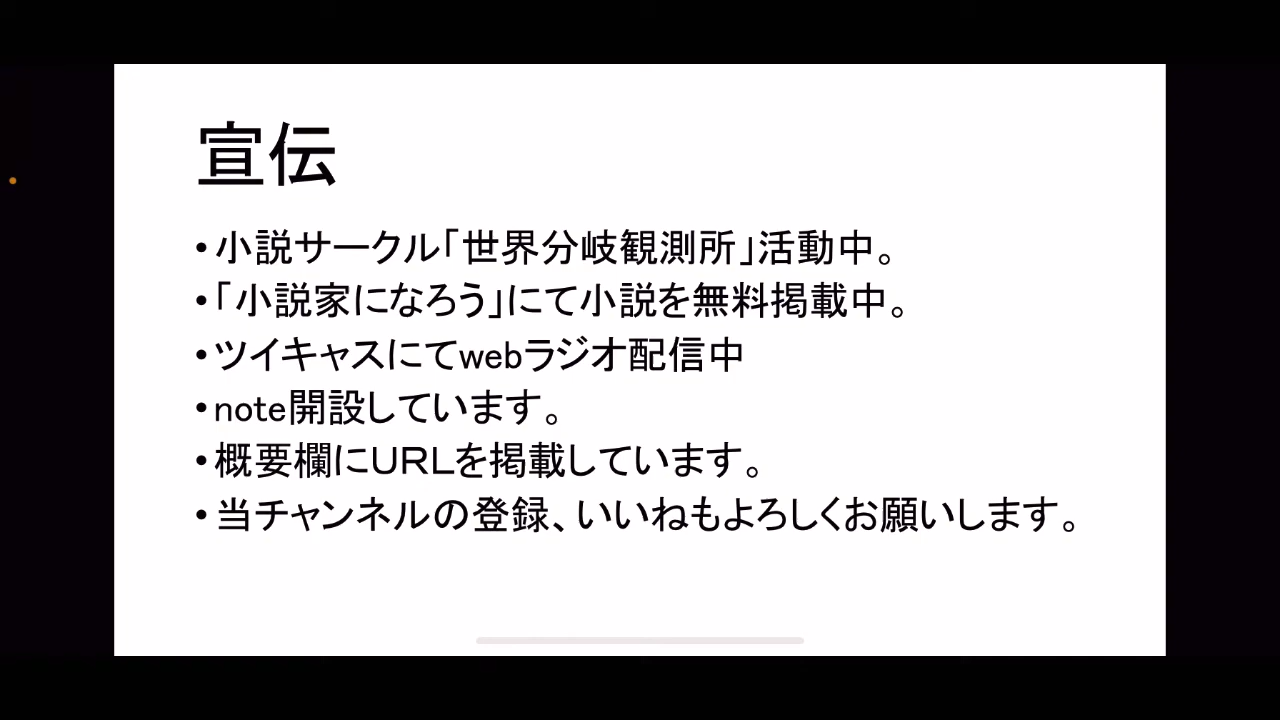 宣伝
・小説サークル「世界分岐観測所」活動中。
・「小説家になろう」にて小説を無料掲載中。
・ツイキャスにてwebラジオ配信中
・note開設しています。
・概要欄にURLを掲載しています。
・当チャンネルの登録、いいねもよろしくお願いします。